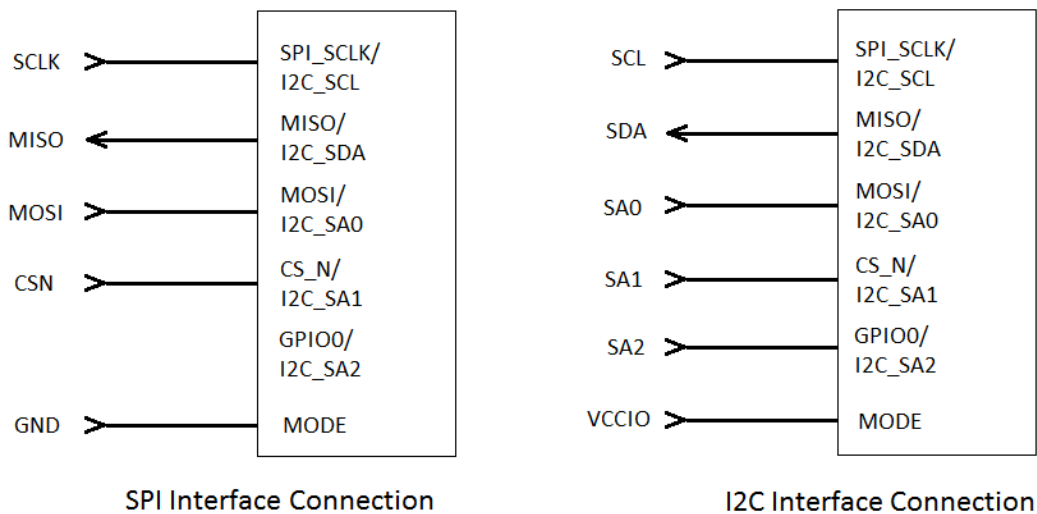 SCLK
SPI_SCLK/
I2C_SCL
MISO
MISO/
I2C_SDA
MOSI
MOSI/
I2C_SA0
CSN
CS_N/
I2C_SA1
GPIO0/
I2C_SA2
GND
MODE
SPI Interface Connection
SCL
SPI_SCLK/
I2C_SCL
SDA
MISO/
I2C_SDA
SA0
MOSI/
I2C_SA0
SA1
CS_N/
I2C_SA1
SA2
GPIO0/
I2C_SA2
VCCIO
MODE
I2C Interface Connection